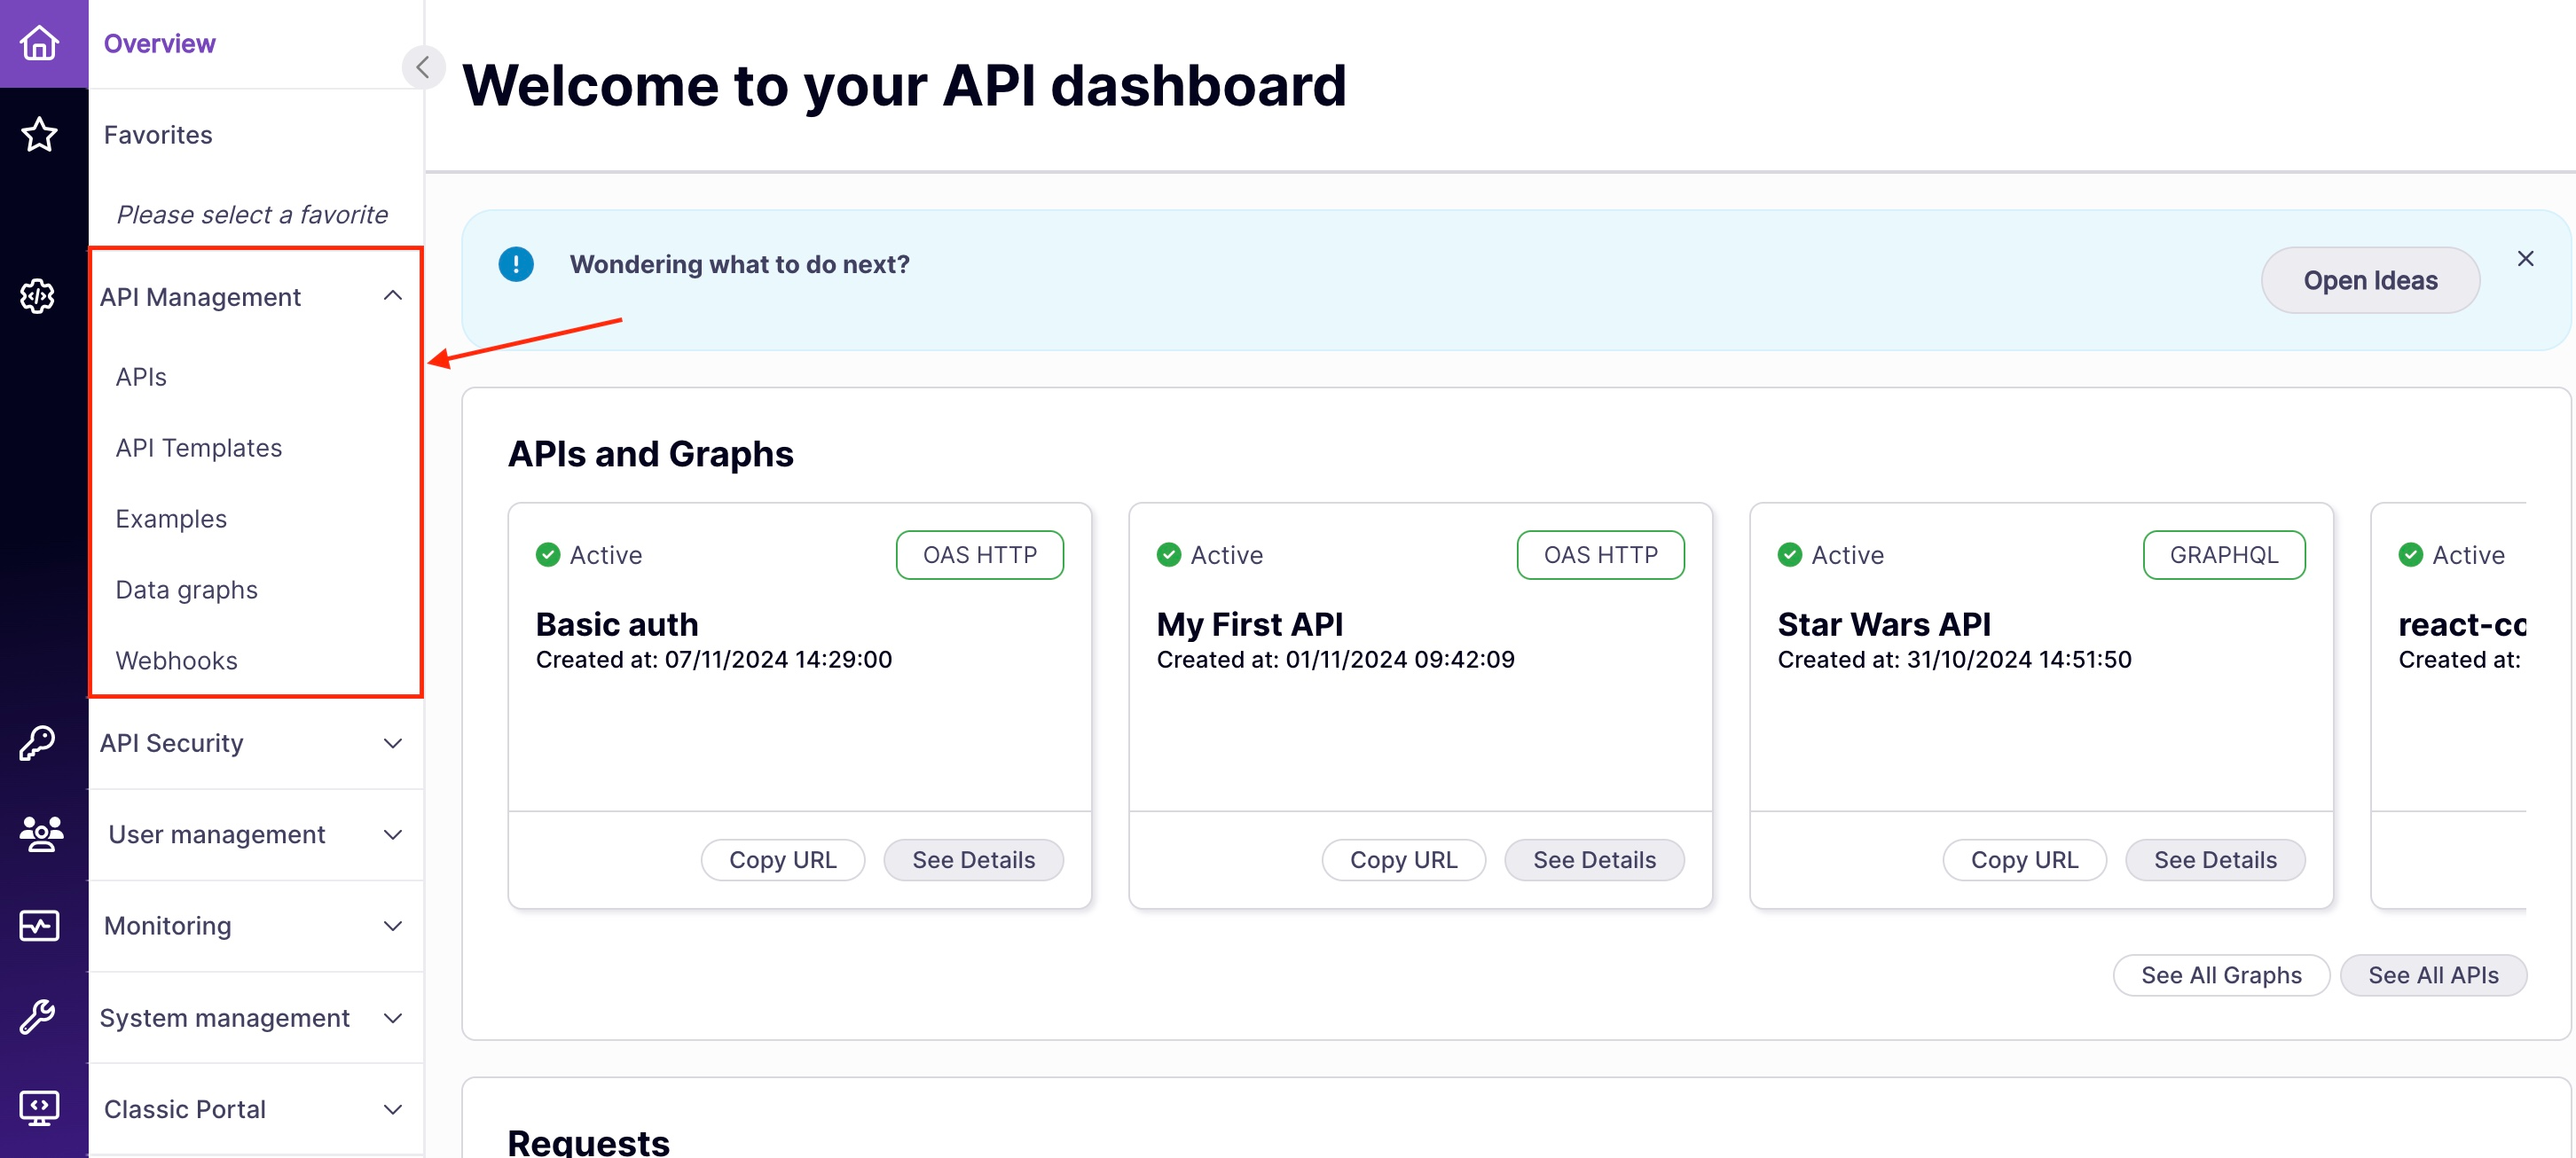 Overview
Favorites
Please select a favorite
API Management
APIs
API Templates
Examples
Data graphs
Webhooks
API Security
User management
Monitoring
System management
Classic Portal
Welcome to your API dashboard
Wondering what to do next?
Open Ideas
APIs and Graphs
Active
OAS HTTP
Basic auth
Created at: 07/11/2024 14:29:00
Copy URL
See Details
Active
OAS HTTP
My First API
Created at: 01/11/2024 09:42:09
Copy URL
See Details
Active
GRAPHQL
Star Wars API
Created at: 31/10/2024 14:51:50
Copy URL
See Details
Active
react-co
Created at:
See All Graphs
See All APIs
Requests